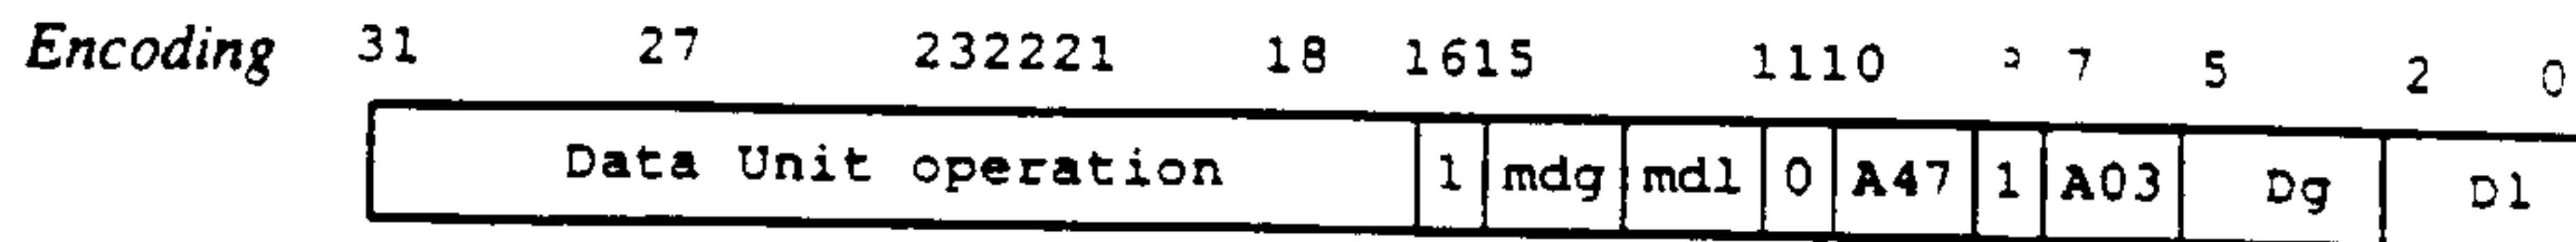 Encoding 31 27 232221 18 1615 1110 9 7 5 2 0
Data Unit operation 1 mdg mdl 0 A47 1 A03 Dg Dl